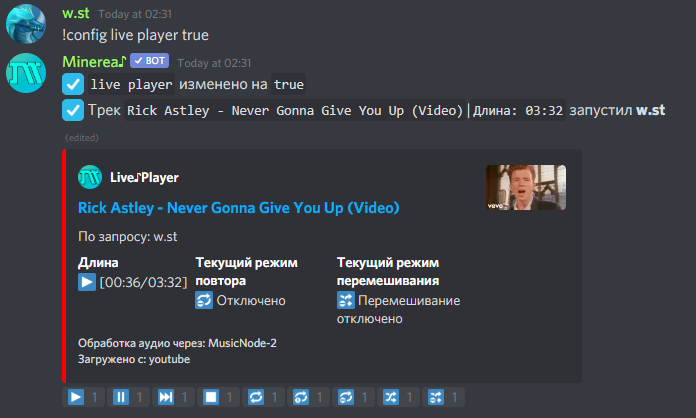 w.st Today at 02:31
!config live player true
Minerea♪ BOT Today at 02:31
live player изменено на true
Трек Rick Astley - Never Gonna Give You Up (Video)|Длина: 03:32 запустил w.st
(edited)
Live♪Player
Rick Astley - Never Gonna Give You Up (Video)
vevo
По запросу: w.st
Длина
[00:36/03:32]
Текущий режим
повтора
Отключено
Текущий режим
перемешивания
Перемешивание
отключено
Обработка аудио через: MusicNode-2
Загружено с: youtube
1 1 1 1 1 1 1 1 1